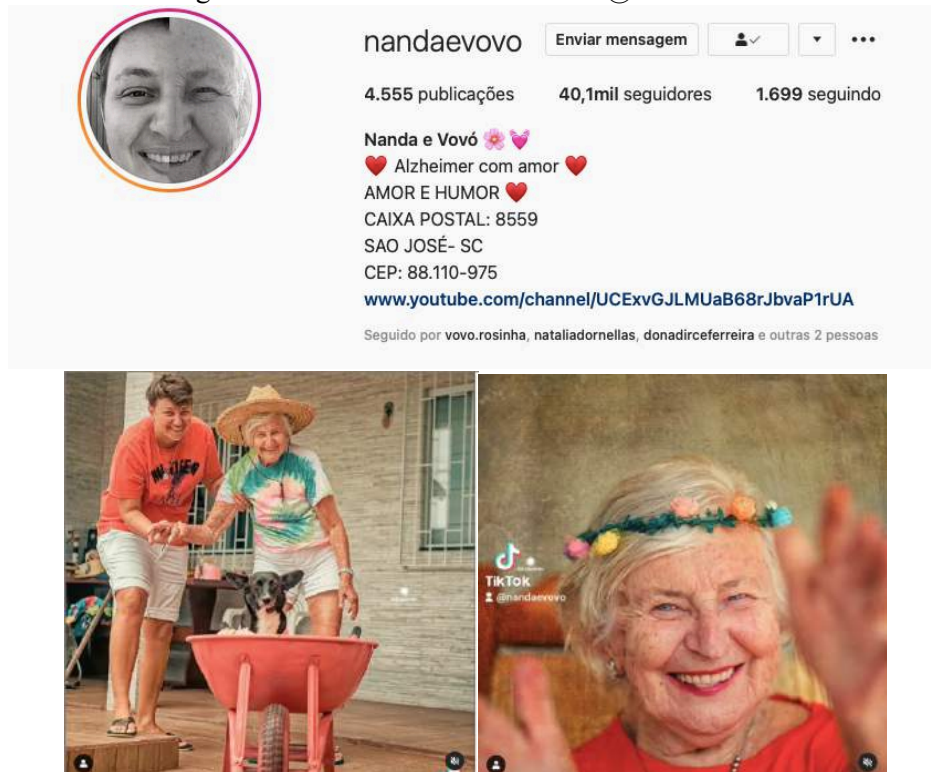 nandaevovo Enviar mensagem
4.555 publicações 40,1mil seguidores 1.699 seguindo
Nanda e Vovó 🌸 💓
❤️ Alzheimer com amor ❤️
AMOR E HUMOR ❤️
CAIXA POSTAL: 8559
SAO JOSÉ- SC
CEP: 88.110-975
www.youtube.com/channel/UCExvGJLMUaB68rJbvaP1rUA
Seguido por vovo.rosinha, nataliadornellas, donadirceferreira e outras 2 pessoas
TikTok
@nandaevovo